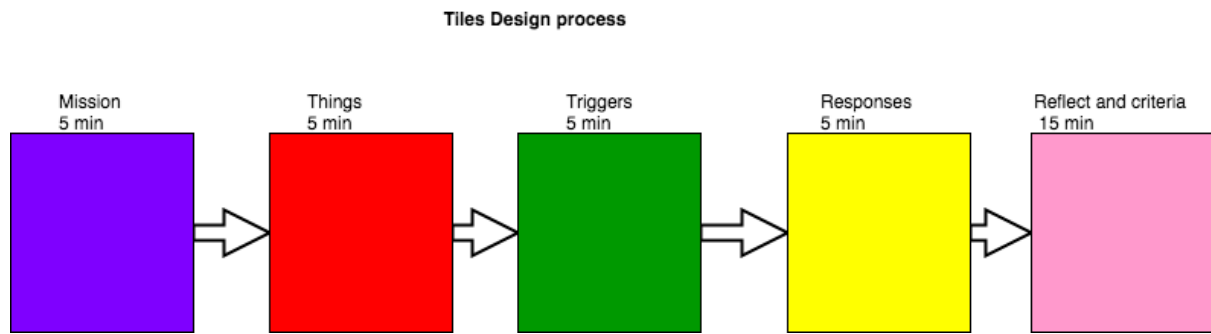 Tiles Design process
Mission
5 min
Things
5 min
Triggers
5 min
Responses
5 min
Reflect and criteria
15 min